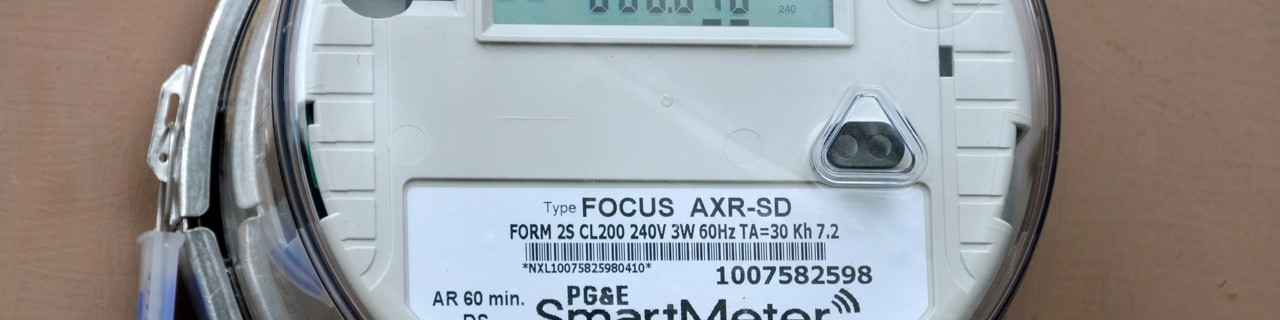 240
Type FOCUS AXR-SD
FORM 2S CL200 240V 3W 60Hz TA=30 Kh 7.2
*NXL10075825980410*
1007582598
AR 60 min.
PG&E
SmartMeter